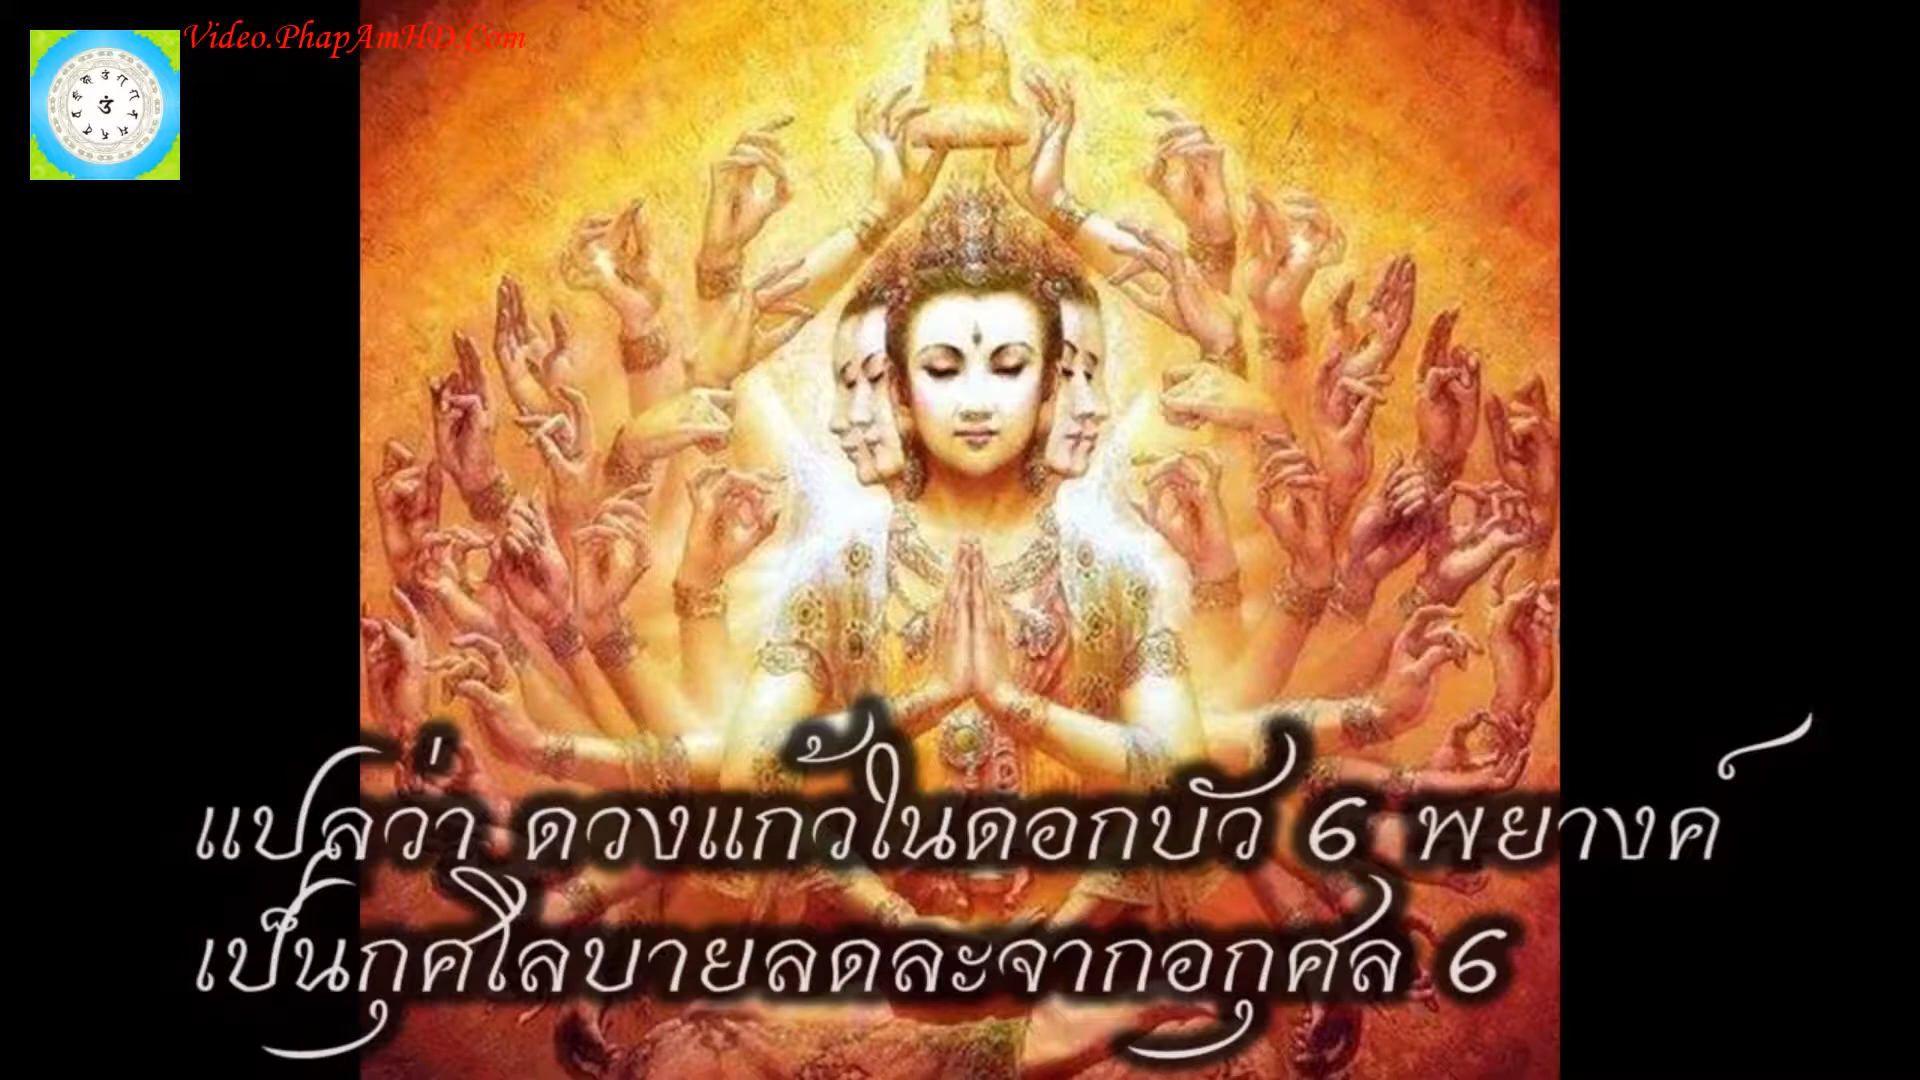 Video.PhapAmHD.Com
แปลว่า ดวงแก้วในดอกบัว 6 พยางค์
เป็นกุศโลบายลดละจากอกุศล 6